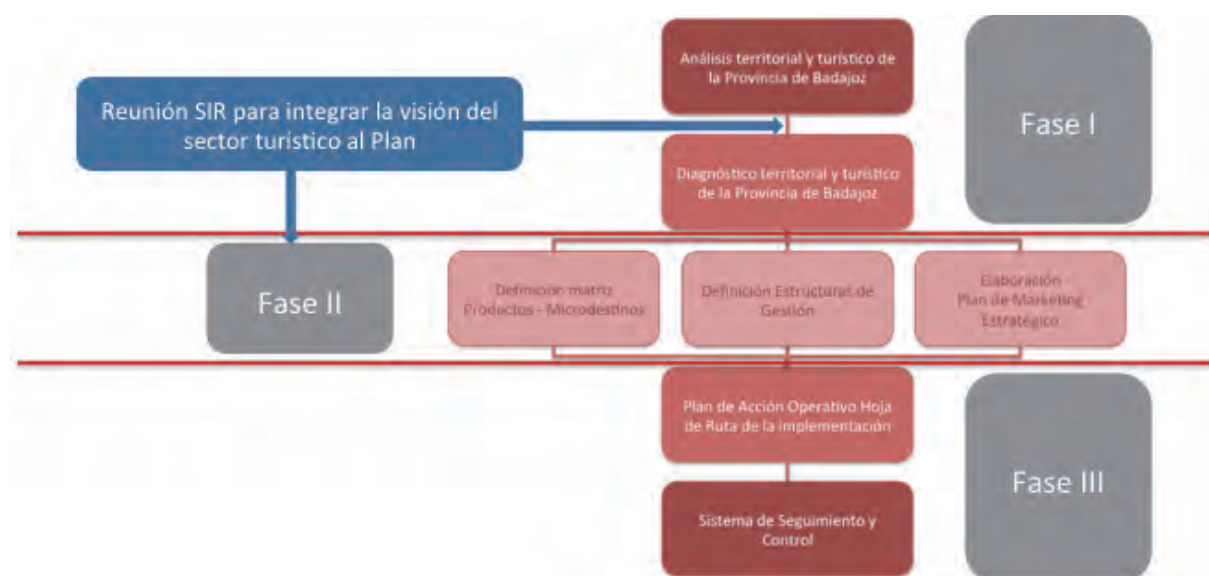 Análisis territorial y turístico de
la Provincia de Badajoz
Fase I
Reunión SIR para integrar la visión del
sector turístico al Plan
Diagnóstico territorial y turístico
de la Provincia de Badajoz
Fase II
Definición matriz
Productos - Microdestinos
Definición Estructuras de
Gestión
Elaboración
Plan de Marketing
Estratégico
Plan de Acción Operativo Hoja
de Ruta de la implementación
Fase III
Sistema de Seguimiento y
Control